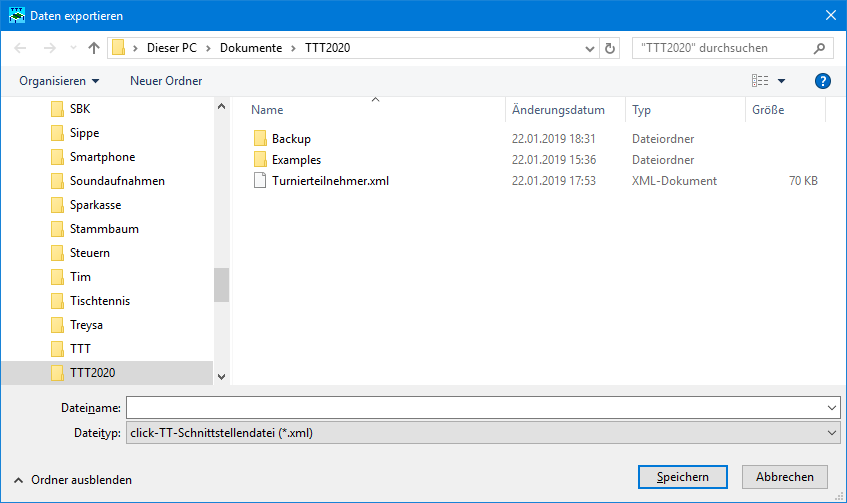 Daten exportieren
Dieser PC > Dokumente > TTT2020
"TTT2020" durchsuchen
Organisieren
Neuer Ordner
?
SBK
Sippe
Smartphone
Soundaufnahmen
Sparkasse
Stammbaum
Steuern
Tim
Tischtennis
Treysa
TTT
TTT2020
Name Änderungsdatum Typ Größe
Backup 22.01.2019 18:31 Dateiordner
Examples 22.01.2019 15:36 Dateiordner
Turnierteilnehmer.xml 22.01.2019 17:53 XML-Dokument 70 KB
Dateiname:
Dateityp: click-TT-Schnittstellendatei (*.xml)
Ordner ausblenden
Speichern
Abbrechen